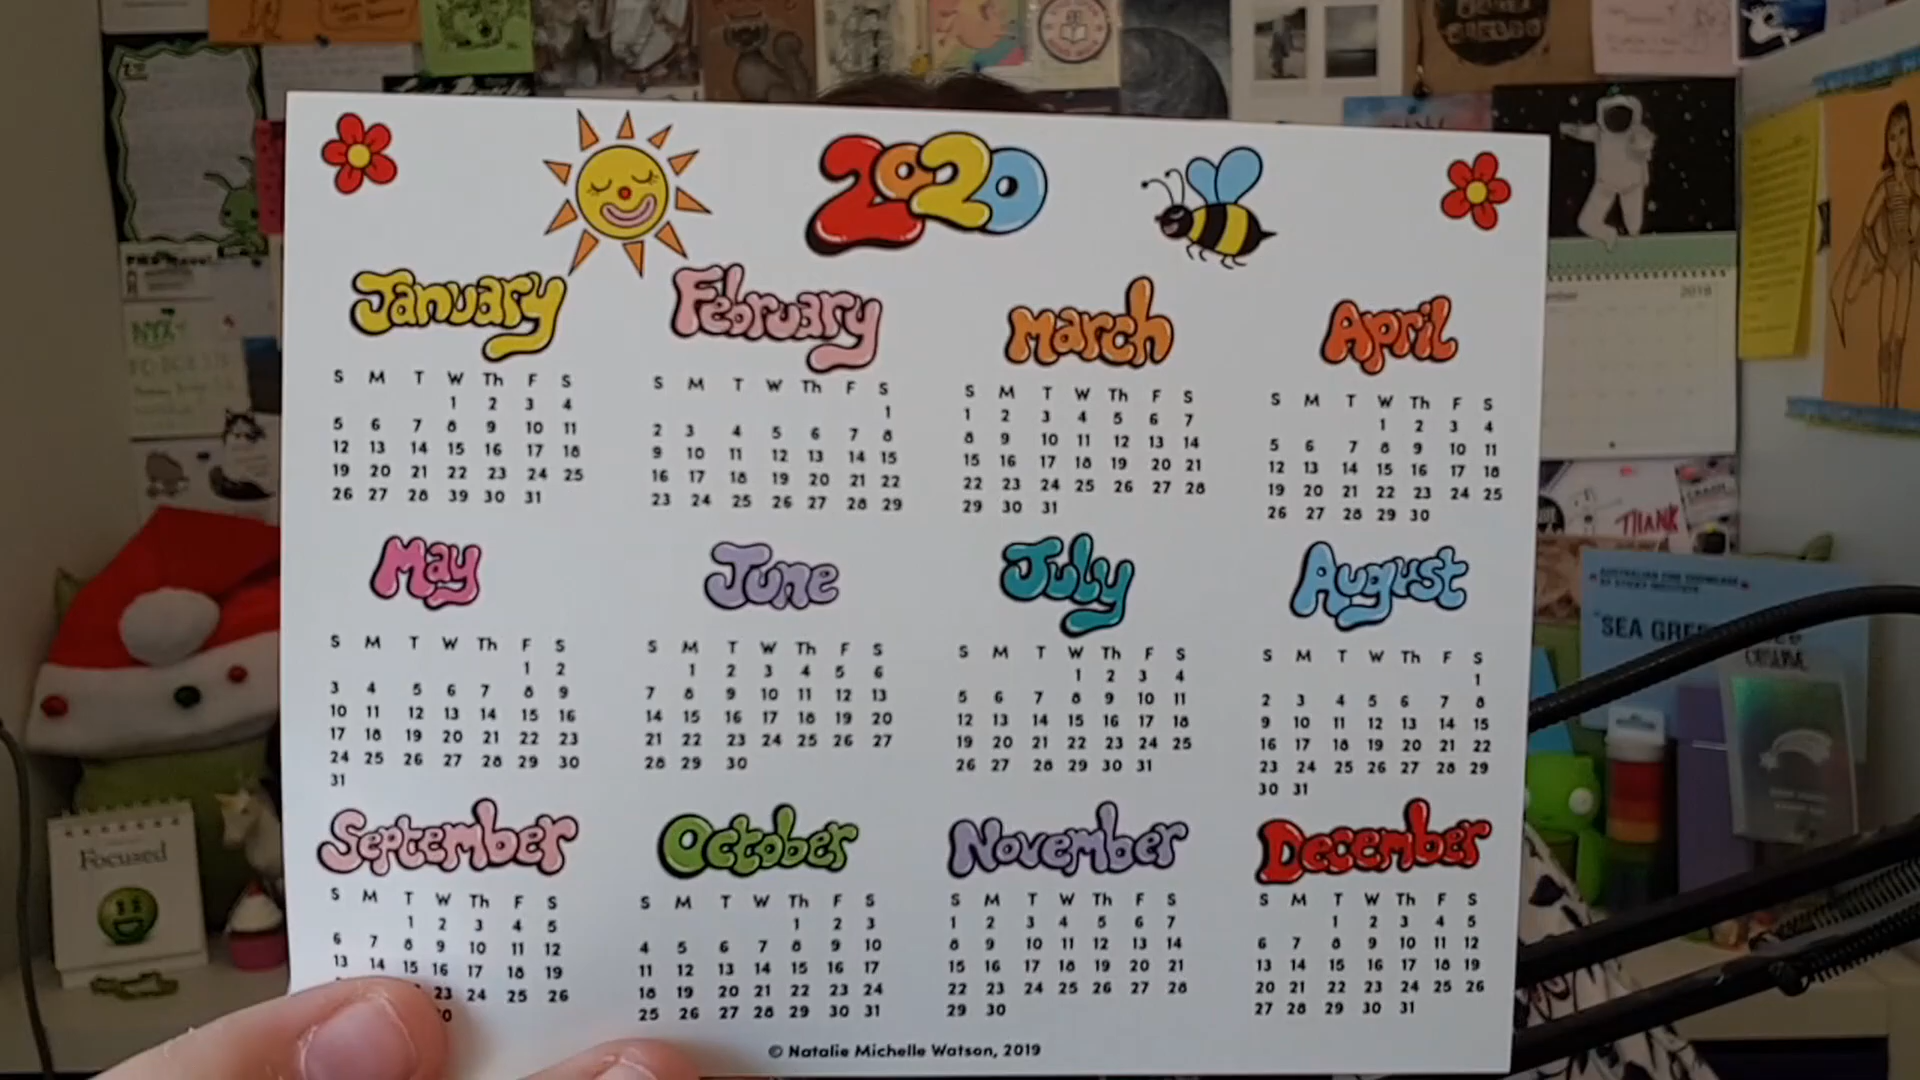 2020
January February March April
S M T W Th F S S M T W Th F S S M T W Th F S S M T W Th F S
1 2 3 4 1 1 2 3 4 5 6 7 1 2 3 4
5 6 7 8 9 10 11 2 3 4 5 6 7 8 8 9 10 11 12 13 14 5 6 7 8 9 10 11
12 13 14 15 16 17 18 9 10 11 12 13 14 15 15 16 17 18 19 20 21 12 13 14 15 16 17 18
19 20 21 22 23 24 25 16 17 18 19 20 21 22 22 23 24 25 26 27 28 19 20 21 22 23 24 25
26 27 28 39 30 31 23 24 25 26 27 28 29 29 30 31 26 27 28 29 30
May June July August
S M T W Th F S S M T W Th F S S M T W Th F S S M T W Th F S
1 2 1 2 3 4 5 6 1 2 3 4 1
3 4 5 6 7 8 9 7 8 9 10 11 12 13 5 6 7 8 9 10 11 2 3 4 5 6 7 8
10 11 12 13 14 15 16 14 15 16 17 18 19 20 12 13 14 15 16 17 18 9 10 11 12 13 14 15
17 18 19 20 21 22 23 21 22 23 24 25 26 27 19 20 21 22 23 24 25 16 17 18 19 20 21 22
24 25 26 27 28 29 30 28 29 30 26 27 28 29 30 31 23 24 25 26 27 28 29
31 30 31
September October November December
S M T W Th F S S M T W Th F S S M T W Th F S S M T W Th F S
1 2 3 4 5 1 2 3 1 2 3 4 5 6 7 1 2 3 4 5
6 7 8 9 10 11 12 4 5 6 7 8 9 10 8 9 10 11 12 13 14 6 7 8 9 10 11 12
13 14 15 16 17 18 19 11 12 13 14 15 16 17 15 16 17 18 19 20 21 13 14 15 16 17 18 19
23 24 25 26 18 19 20 21 22 23 24 22 23 24 25 26 27 28 20 21 22 23 24 25 26
25 26 27 28 29 30 31 29 30 27 28 29 30 31
© Natalie Michelle Watson, 2019
Focused
THANK
"SEA GRE